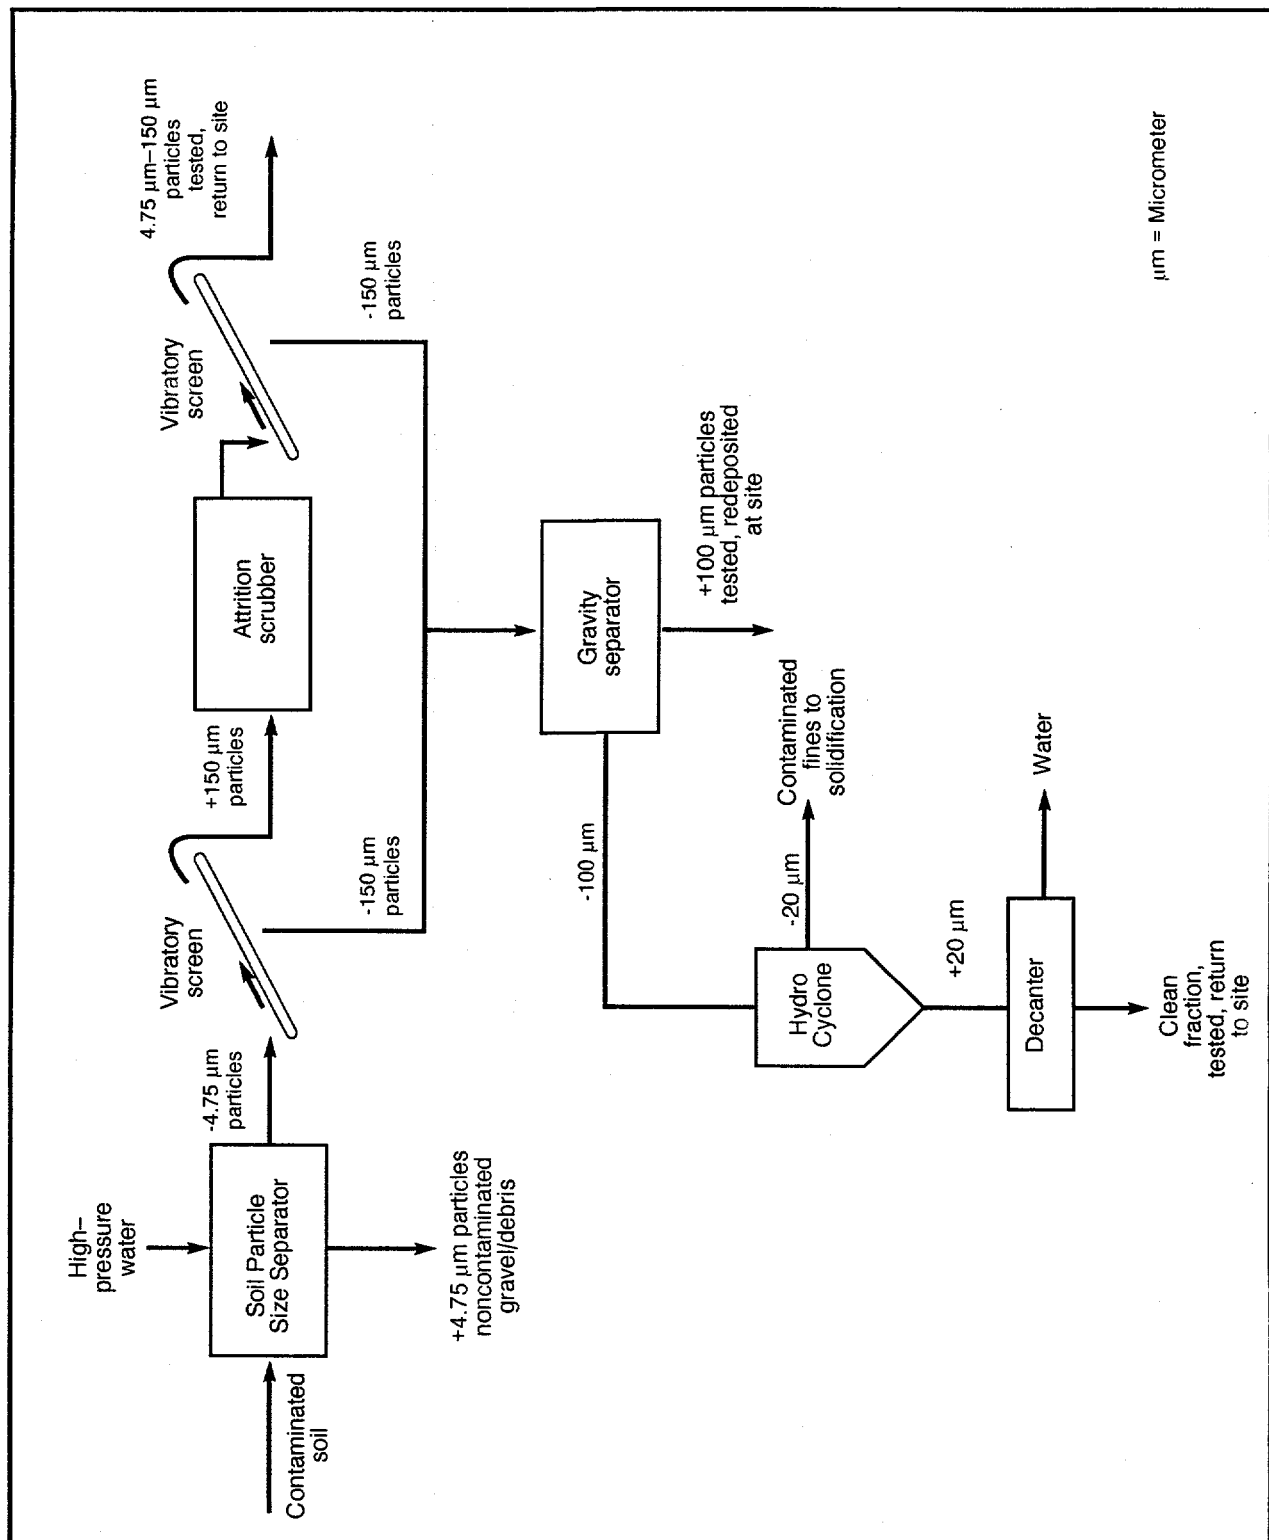 High–
pressure
water
Contaminated
soil
Soil Particle
Size Separator
+4.75 μm particles
noncontaminated
gravel/debris
-4.75 μm
particles
Vibratory
screen
+150 μm
particles
-150 μm
particles
Attrition
scrubber
Vibratory
screen
-150 μm
particles
4.75 μm–150 μm
particles
tested,
return to site
Gravity
separator
+100 μm particles
tested, redeposited
at site
-100 μm
Hydro
Cyclone
-20 μm
Contaminated
fines to
solidification
+20 μm
Decanter
Water
Clean
fraction,
tested, return
to site
μm = Micrometer